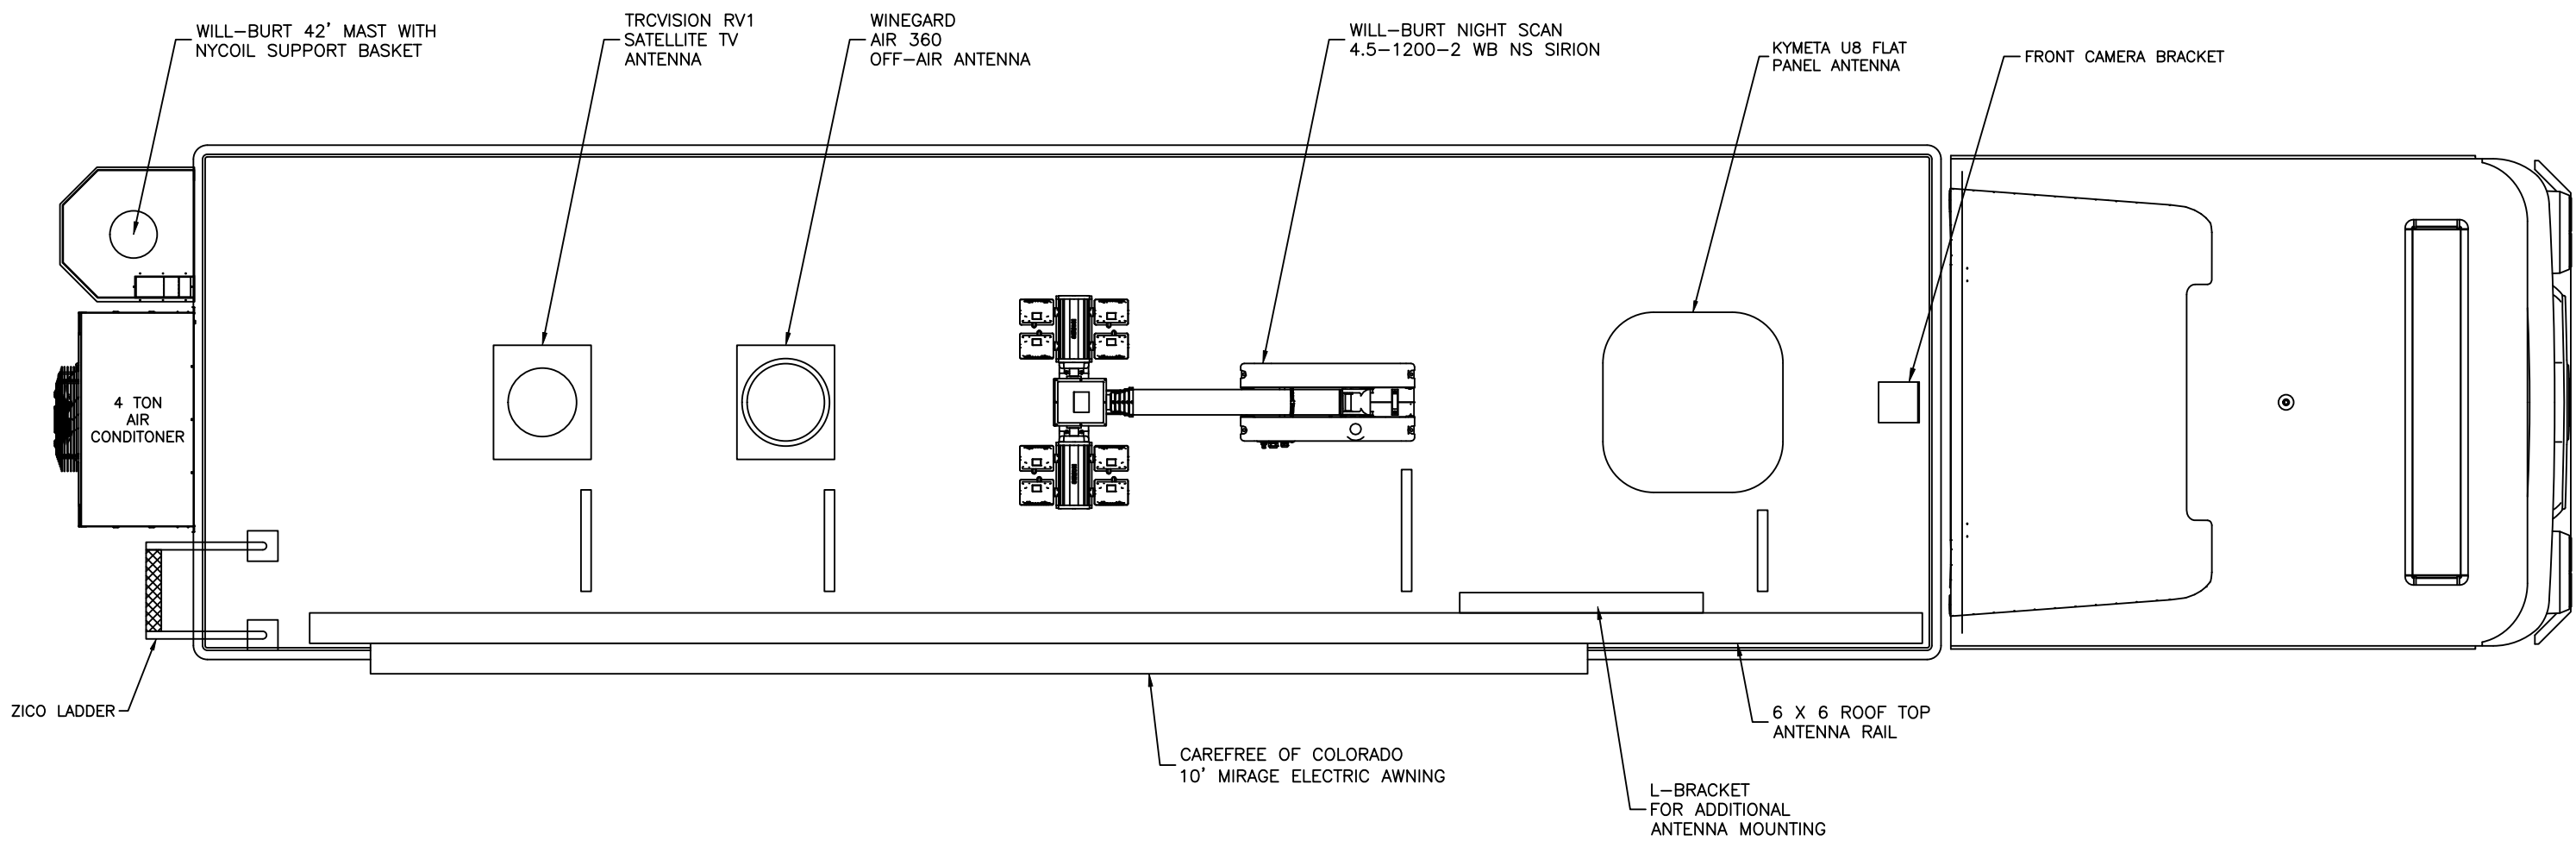 WILL-BURT 42' MAST WITH
NYCOIL SUPPORT BASKET
TRCVISION RV1
SATELLITE TV
ANTENNA
WINEGARD
AIR 360
OFF-AIR ANTENNA
WILL-BURT NIGHT SCAN
4.5-1200-2 WB NS SIRION
KYMETA U8 FLAT
PANEL ANTENNA
FRONT CAMERA BRACKET
4 TON
AIR
CONDITONER
ZICO LADDER
CAREFREE OF COLORADO
10' MIRAGE ELECTRIC AWNING
6 X 6 ROOF TOP
ANTENNA RAIL
L-BRACKET
FOR ADDITIONAL
ANTENNA MOUNTING